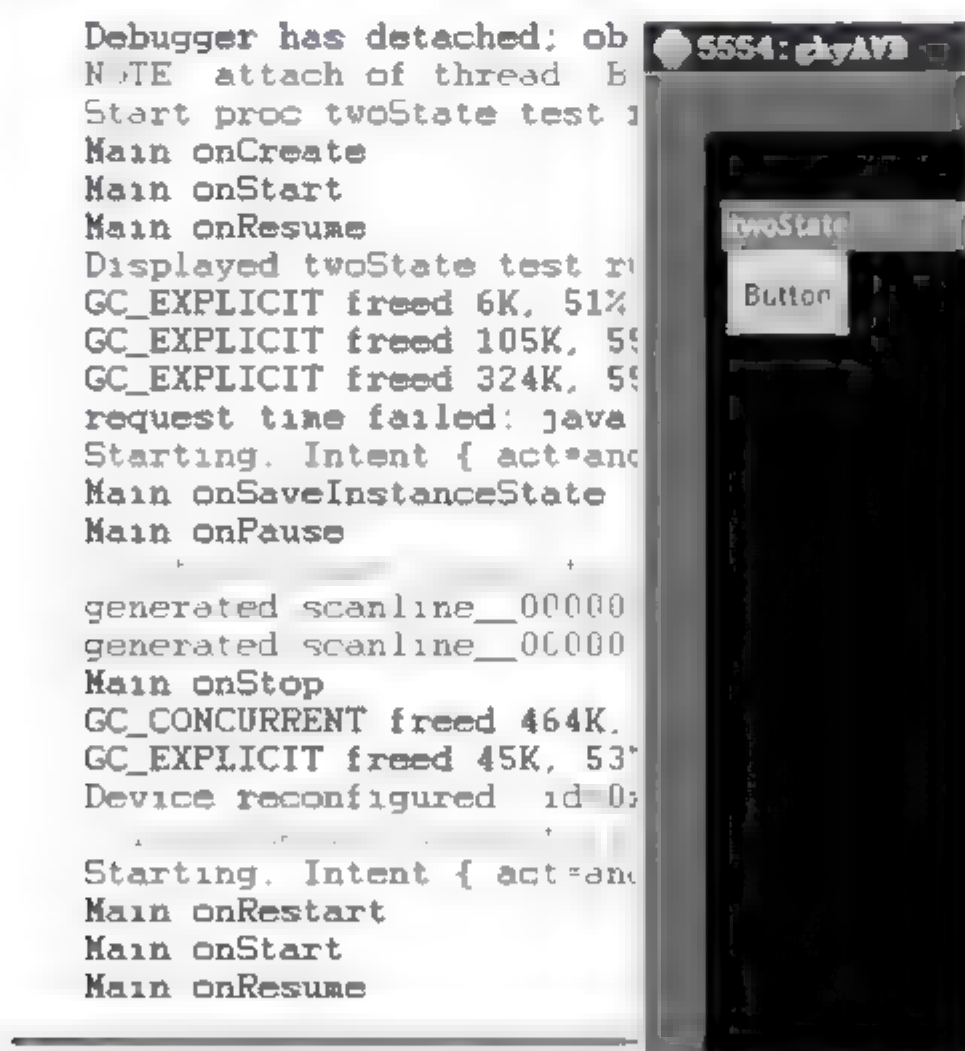 Debugger has detached; ob
attach of thread B
Start proc twoState test
Main onCreate
Main onStart
Main onResume
Displayed twoState test
GC_EXPLICIT freed 6K, 51%
GC_EXPLICIT freed 105K,
GC_EXPLICIT freed 324K,
request time failed: java
Starting. Intent { act=and
Main onSaveInstanceState
Main onPause
generated scanline__00000
generated scanline__00000
Main onStop
GC_CONCURRENT freed 464K,
GC_EXPLICIT freed 45K, 53
Device reconfigured id=0
Starting. Intent { act=and
Main onRestart
Main onStart
Main onResume
5554:
twoState
Button